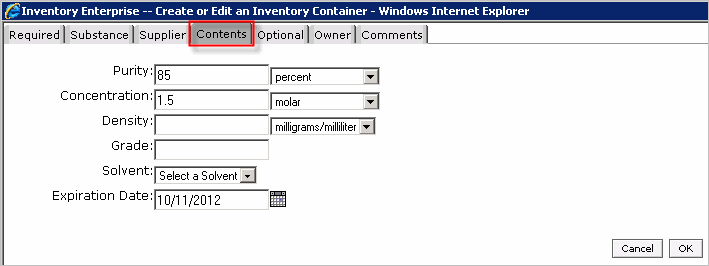 Inventory Enterprise -- Create or Edit an Inventory Container - Windows Internet Explorer
Required Substance Supplier Contents Optional Owner Comments
Purity: 85 percent
Concentration: 1.5 molar
Density: milligrams/milliliter
Grade:
Solvent: Select a Solvent
Expiration Date: 10/11/2012
Cancel OK